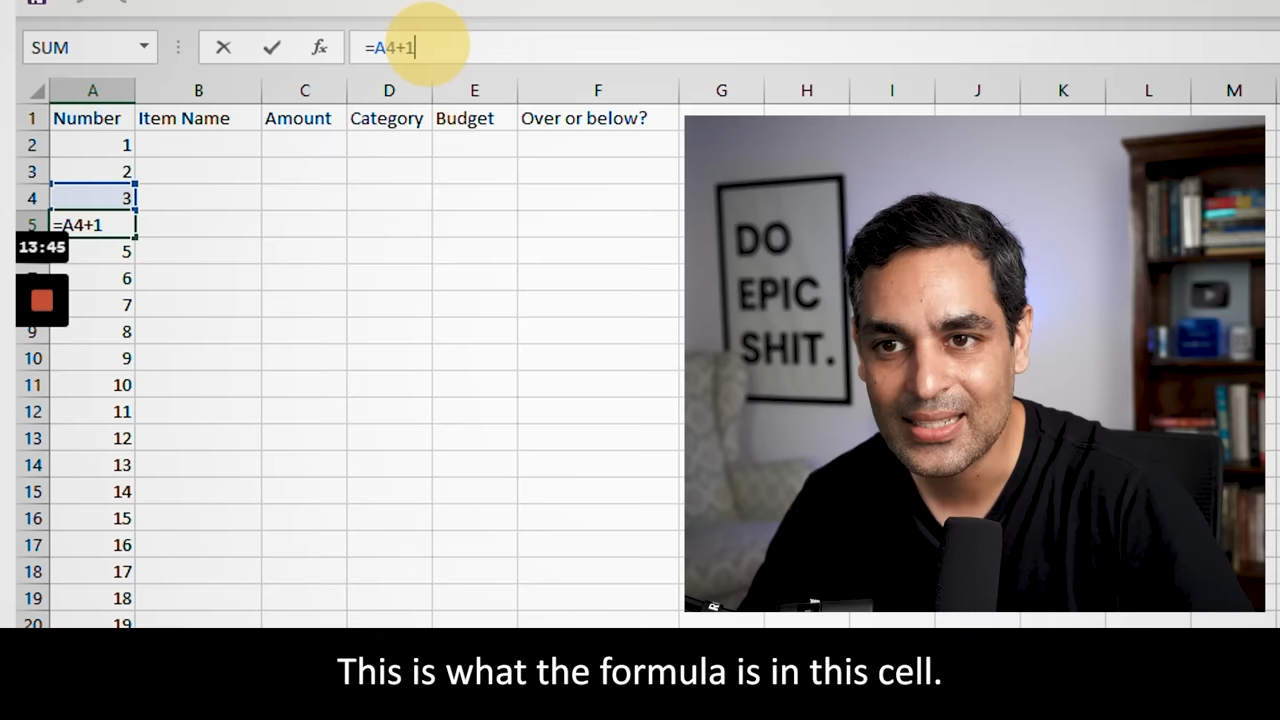 SUM
fx
=A4+1
A B C D E F G H I J K L M
1 Number Item Name Amount Category Budget Over or below?
2 1
3 2
4 3
5 =A4+1
13:45
5
6
7
9 8
10 9
11 10
12 11
13 12
14 13
15 14
16 15
17 16
18 17
19 18
20 19
DO
EPIC
SHIT.
This is what the formula is in this cell.